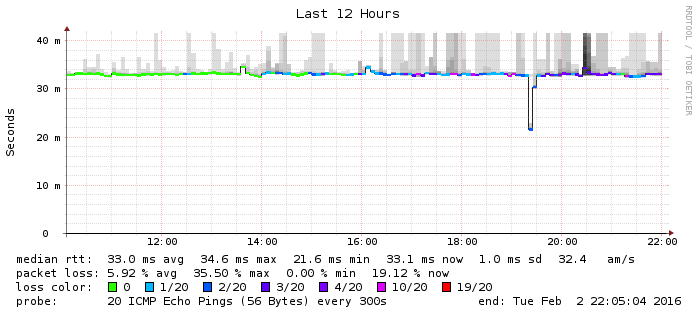 Last 12 Hours
RRDTOOL / TOBI OETIKER
Seconds
40 m
30 m
20 m
10 m
0
12:00 14:00 16:00 18:00 20:00 22:00
median rtt: 33.0 ms avg 34.6 ms max 21.6 ms min 33.1 ms now 1.0 ms sd 32.4 am/s
packet loss: 5.92 % avg 35.50 % max 0.00 % min 19.12 % now
loss color: 0 1/20 2/20 3/20 4/20 10/20 19/20
probe: 20 ICMP Echo Pings (56 Bytes) every 300s end: Tue Feb 2 22:05:04 2016